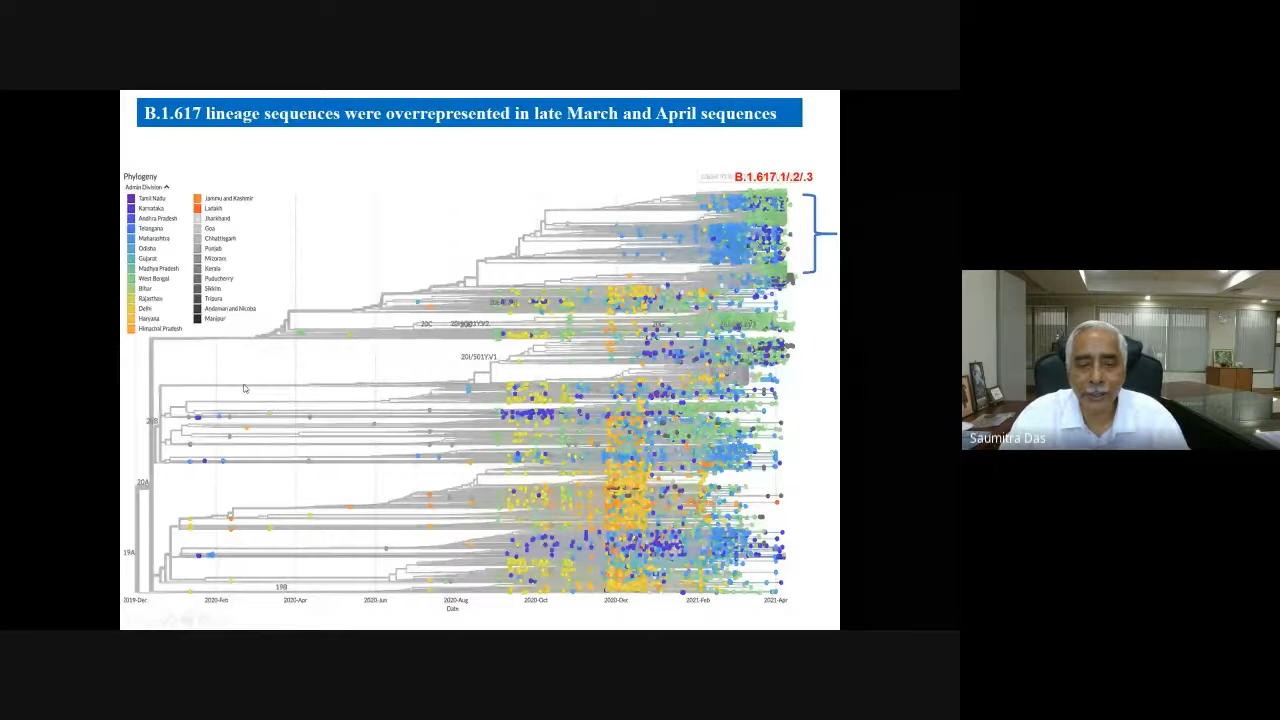 B.1.617 lineage sequences were overrepresented in late March and April sequences
Phylogeny
Admin Division
B.1.617.1/.2/.3
Tamil Nadu
Karnataka
Andhra Pradesh
Telangana
Maharashtra
Odisha
Gujarat
Madhya Pradesh
West Bengal
Bihar
Rajasthan
Delhi
Haryana
Himachal Pradesh
Jammu and Kashmir
Ladakh
Jharkhand
Goa
Chhattisgarh
Punjab
Mizoram
Kerala
Puducherry
Sikkim
Tripura
Andaman and Nicoba
Manipur
20C
20I/501Y.V1
20B
20A
19A
19B
2019-Dec
2020-Feb
2020-Apr
2020-Jun
2020-Aug
2020-Oct
2020-Dec
2021-Feb
2021-Apr
Date
Saumitra Das